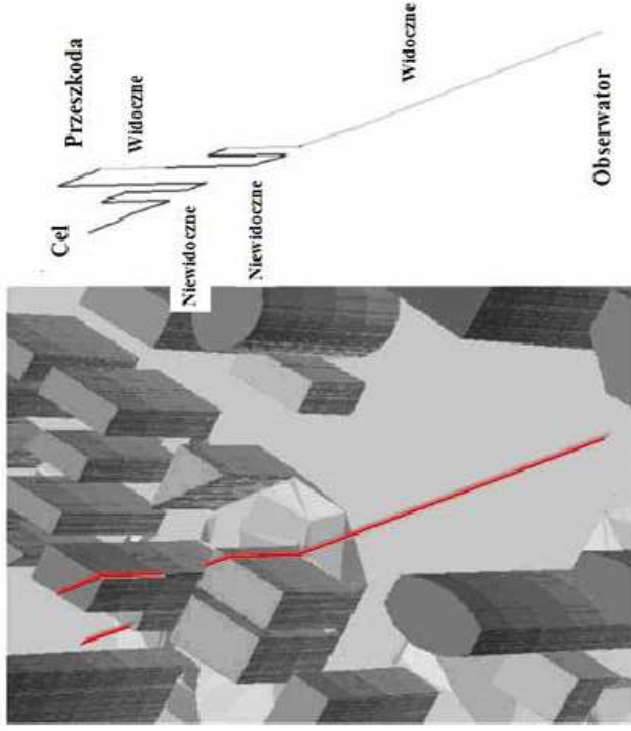 Cel
Przeszkoda
Widoczne
Niewidoczne
Niewidoczne
Widoczne
Obserwator